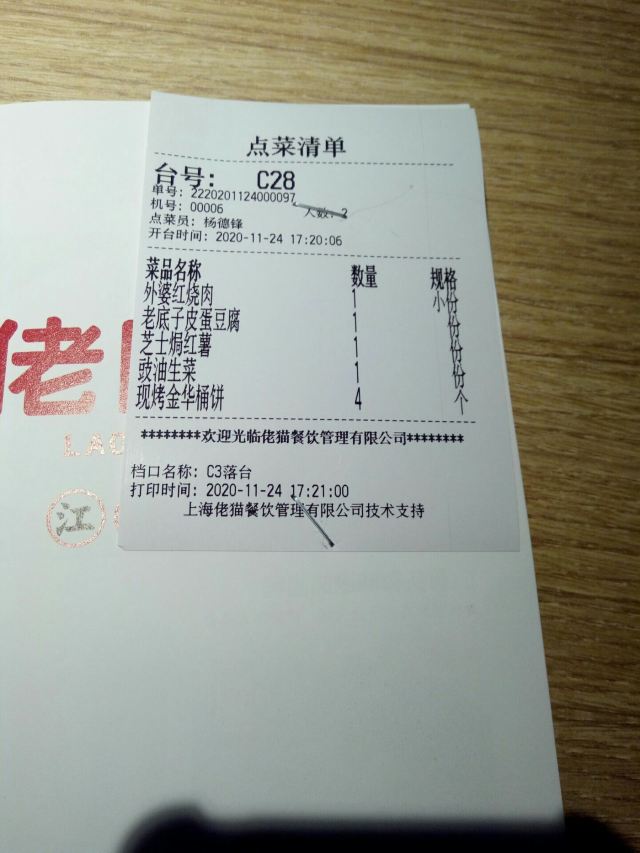 点菜清单
台号: C28
单号: 2220201124000097
人数: 2
机号: 00006
点菜员: 杨德锋
开台时间: 2020-11-24 17:20:06
菜品名称 数量 规格
外婆红烧肉 1 小份
老底子皮蛋豆腐 1 份
芝士焗红薯 1 份
豉油生菜 1 份
现烤金华桶饼 4 个
********欢迎光临佬猫餐饮管理有限公司********
档口名称: C3落台
打印时间: 2020-11-24 17:21:00
上海佬猫餐饮管理有限公司技术支持
佬
LAO
江